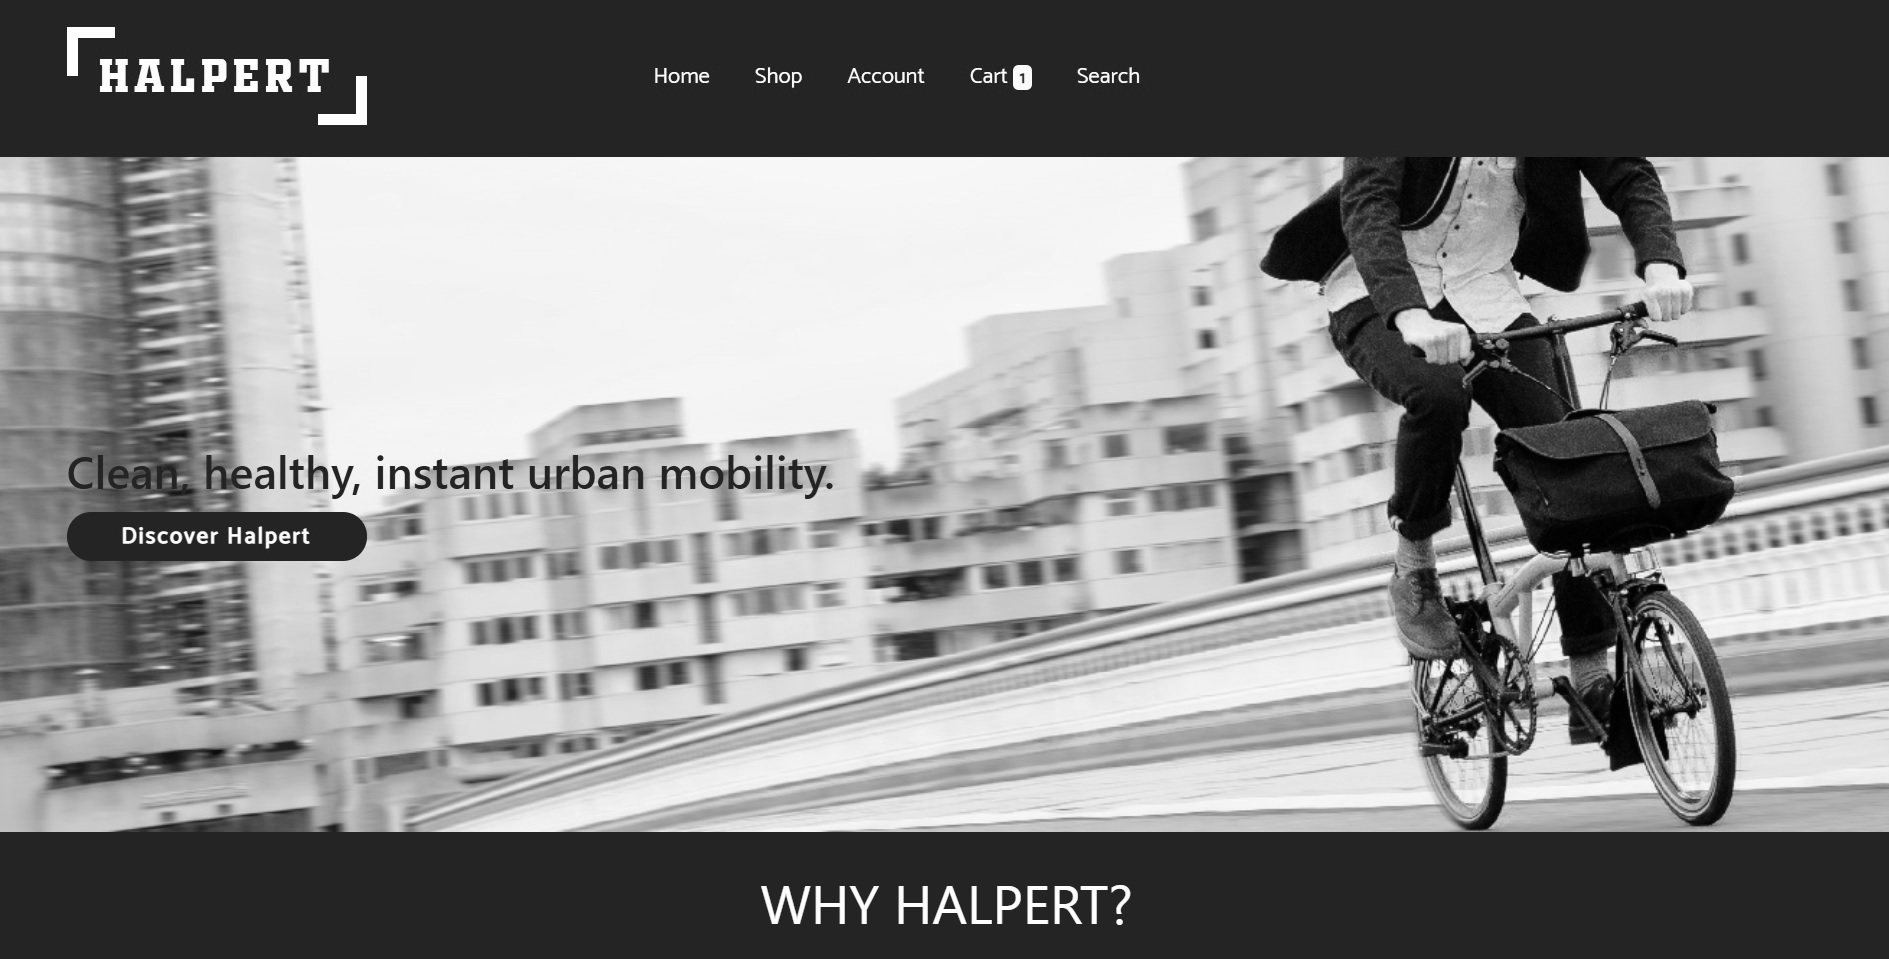 HALPERT
Home Shop Account Cart 1 Search
Clean, healthy, instant urban mobility.
Discover Halpert
WHY HALPERT?